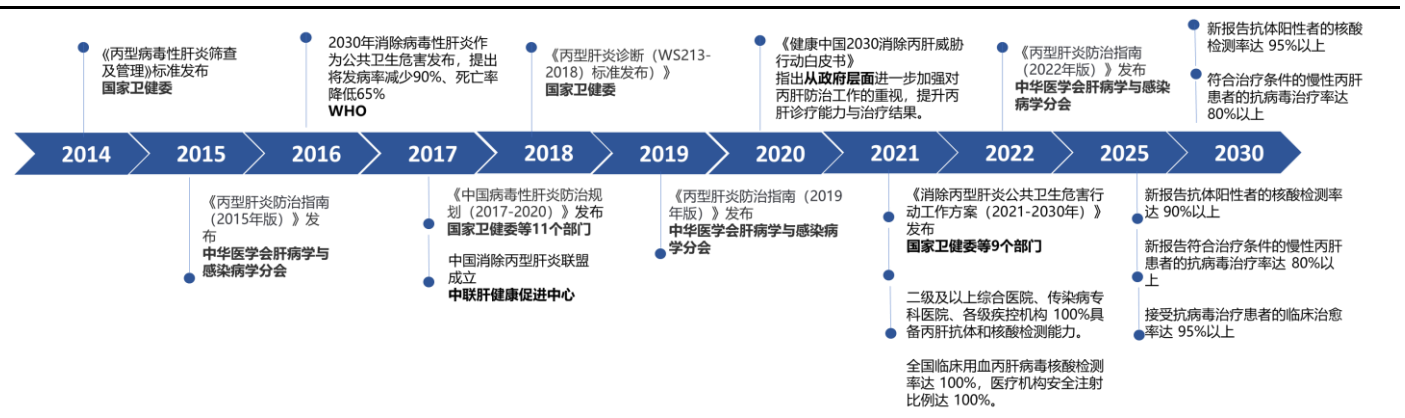 《丙型病毒性肝炎筛查
及管理》标准发布
国家卫健委
2030年消除病毒性肝炎作
为公共卫生危害发布，提出
将发病率减少90%、死亡率
降低65%
WHO
《丙型肝炎诊断（WS213-
2018）标准发布）》
国家卫健委
《健康中国2030消除丙肝威胁
行动白皮书》
指出从政府层面进一步加强对
丙肝防治工作的重视，提升丙
肝诊疗能力与治疗结果。
《丙型肝炎防治指南
（2022年版）》发布
中华医学会肝病学与感染
病学分会
新报告抗体阳性者的核酸
检测率达 95%以上
符合治疗条件的慢性丙肝
患者的抗病毒治疗率达
80%以上
2014
2015
2016
2017
2018
2019
2020
2021
2022
2025
2030
《丙型肝炎防治指南
（2015年版）》发
布
中华医学会肝病学与
感染病学分会
《中国病毒性肝炎防治规
划（2017-2020）》发布
国家卫健委等11个部门
中国消除丙型肝炎联盟
成立
中联肝健康促进中心
《丙型肝炎防治指南（2019
年版）》发布
中华医学会肝病学与感染病
学分会
《消除丙型肝炎公共卫生危害行
动工作方案（2021-2030年）》
发布
国家卫健委等9个部门
二级及以上综合医院、传染病专
科医院、各级疾控机构 100%具
备丙肝抗体和核酸检测能力。
全国临床用血丙肝病毒核酸检测
率达 100%，医疗机构安全注射
比例达 100%。
新报告抗体阳性者的核酸检测率
达 90%以上
新报告符合治疗条件的慢性丙肝
患者的抗病毒治疗率达 80%以
上
接受抗病毒治疗患者的临床治愈
率达 95%以上